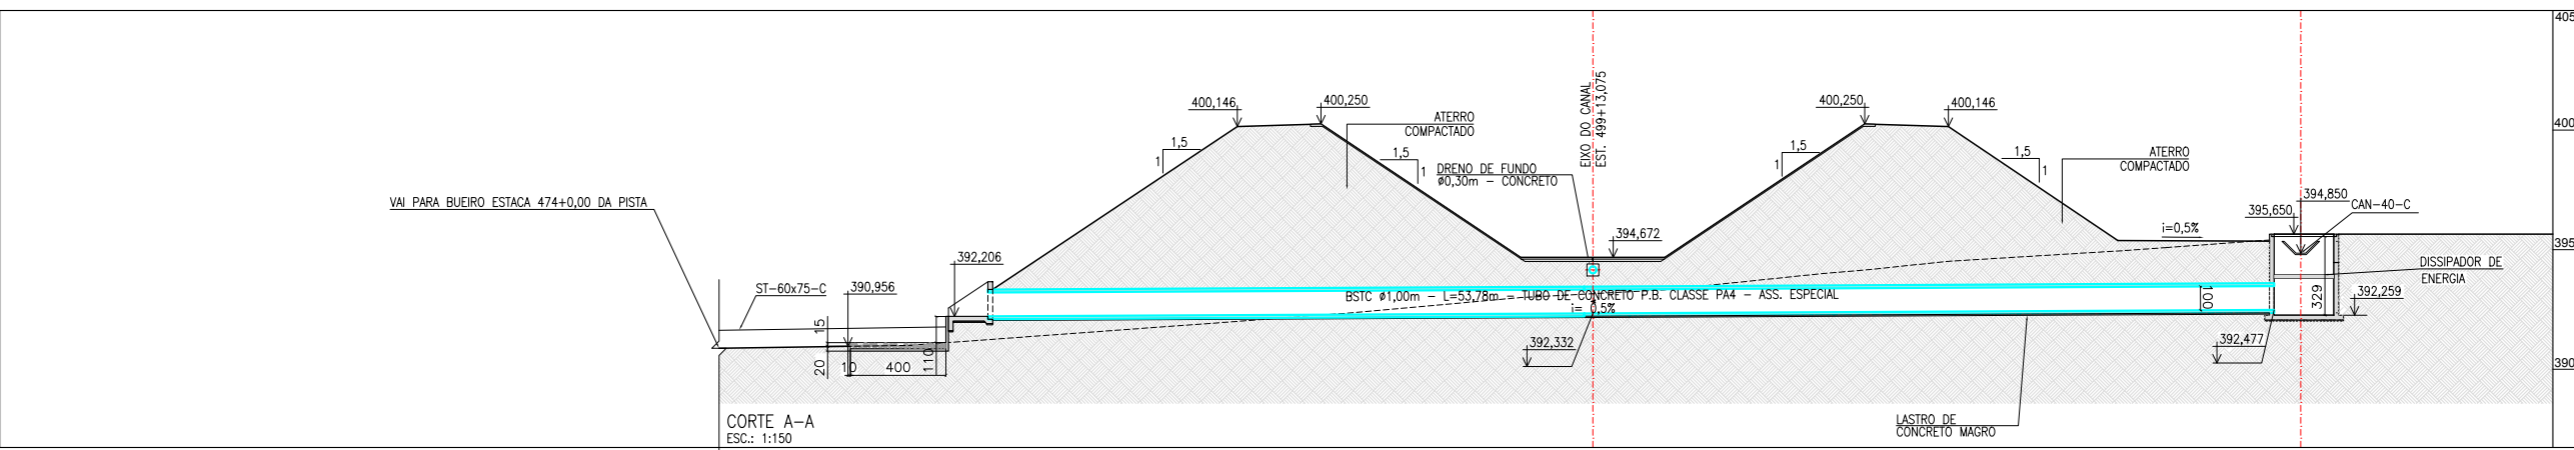 405
400
395
390
400,146
400,250
ATERRO
COMPACTADO
1,5
1
1,5
1
EIXO DO CANAL
EST. 499+13,075
DRENO DE FUNDO
ø0,30m - CONCRETO
400,250
400,146
1,5
1
1,5
1
ATERRO
COMPACTADO
VAI PARA BUEIRO ESTACA 474+0,00 DA PISTA
394,850
395,650
CAN-40-C
i=0,5%
394,672
392,206
390,956
ST-60x75-C
DISSIPADOR DE
ENERGIA
BSTC ø1,00m - L=53,78m - TUBO DE CONCRETO P.B. CLASSE PA4 - ASS. ESPECIAL
i= 0,5%
100
329
392,259
15
20
10
400
110
392,332
392,477
LASTRO DE
CONCRETO MAGRO
CORTE A-A
ESC.: 1:150